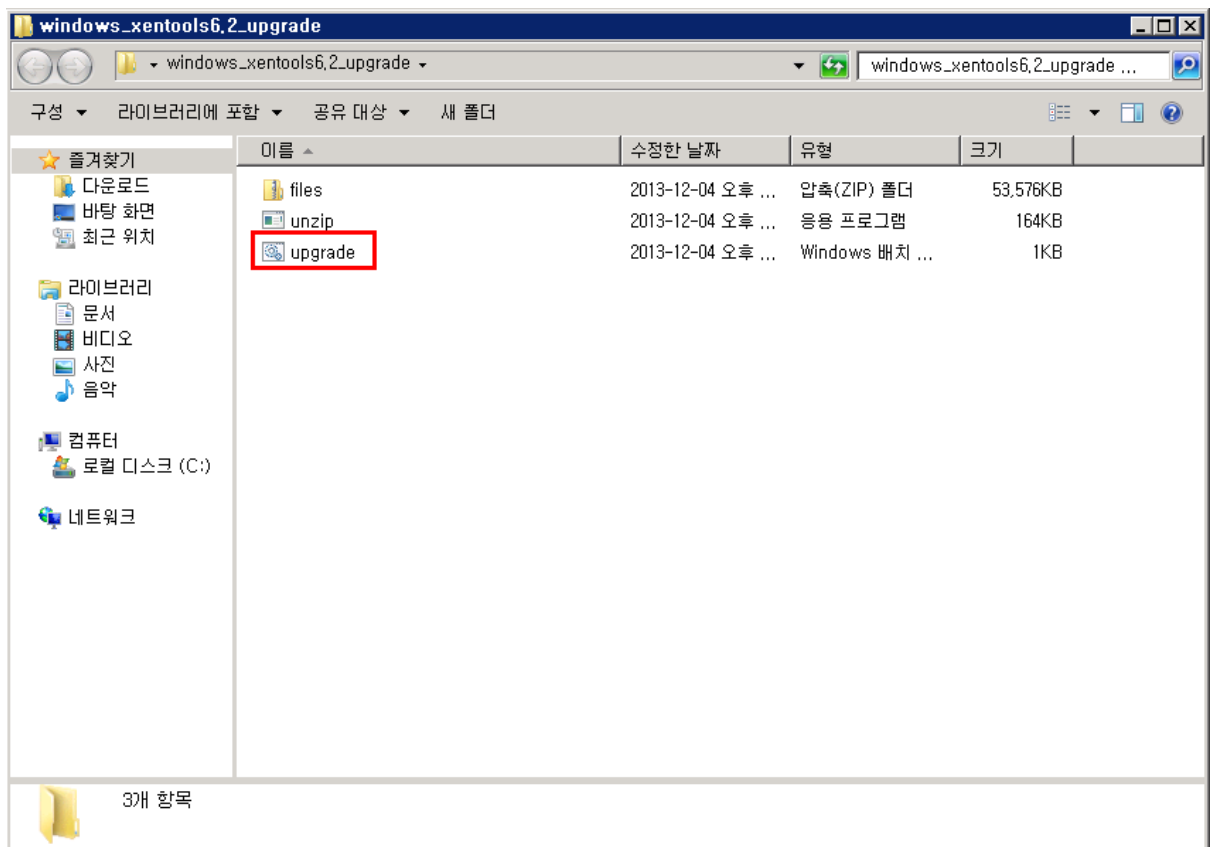 windows_xentools6,2_upgrade
windows_xentools6,2_upgrade
windows_xentools6,2_upgrade ...
구성 라이브러리에 포함 공유 대상 새 폴더
즐겨찾기
다운로드
바탕 화면
최근 위치
라이브러리
문서
비디오
사진
음악
컴퓨터
로컬 디스크 (C:)
네트워크
이름 수정한 날짜 유형 크기
files 2013-12-04 오후 ... 압축(ZIP) 폴더 53,576KB
unzip 2013-12-04 오후 ... 응용 프로그램 164KB
upgrade 2013-12-04 오후 ... Windows 배치 ... 1KB
3개 항목